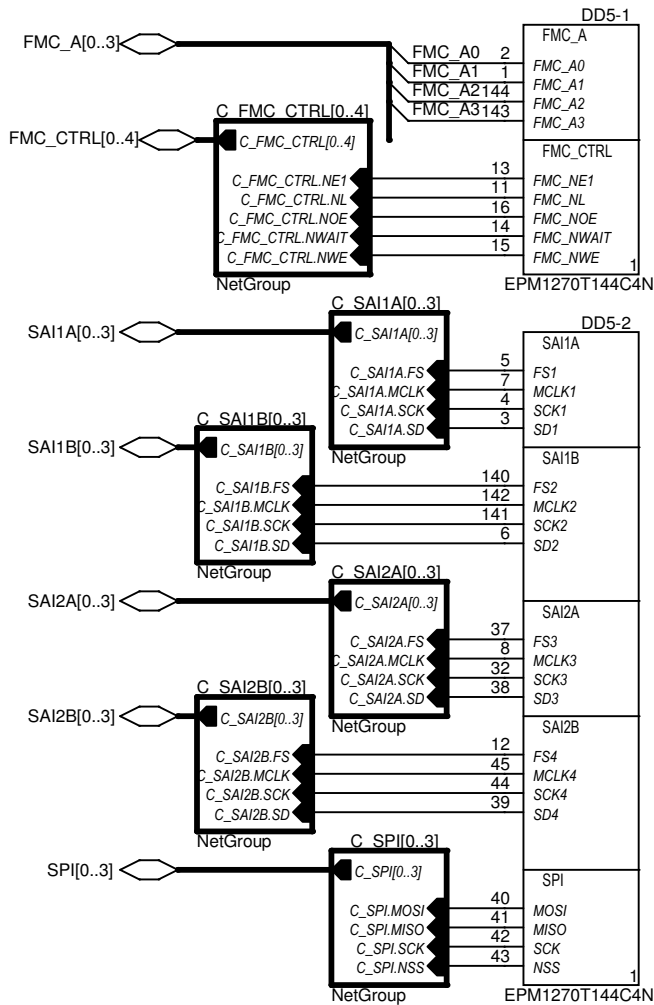 DD5-1
FMC_A[0..3]
FMC_A
FMC_A0 2 FMC_A0
FMC_A1 1 FMC_A1
FMC_A2 144 FMC_A2
FMC_A3 143 FMC_A3
C_FMC_CTRL[0..4]
FMC_CTRL[0..4]
C_FMC_CTRL[0..4]
FMC_CTRL
C_FMC_CTRL.NE1 13 FMC_NE1
C_FMC_CTRL.NL 11 FMC_NL
C_FMC_CTRL.NOE 16 FMC_NOE
C_FMC_CTRL.NWAIT 14 FMC_NWAIT
C_FMC_CTRL.NWE 15 FMC_NWE
1
NetGroup
EPM1270T144C4N
C_SAI1A[0..3]
DD5-2
SAI1A[0..3]
C_SAI1A[0..3]
SAI1A
C_SAI1A.FS 5 FS1
C_SAI1A.MCLK 7 MCLK1
C_SAI1A.SCK 4 SCK1
C_SAI1A.SD 3 SD1
NetGroup
C_SAI1B[0..3]
SAI1B[0..3]
C_SAI1B[0..3]
SAI1B
C_SAI1B.FS 140 FS2
C_SAI1B.MCLK 142 MCLK2
C_SAI1B.SCK 141 SCK2
C_SAI1B.SD 6 SD2
NetGroup
C_SAI2A[0..3]
SAI2A[0..3]
C_SAI2A[0..3]
SAI2A
C_SAI2A.FS 37 FS3
C_SAI2A.MCLK 8 MCLK3
C_SAI2A.SCK 32 SCK3
C_SAI2A.SD 38 SD3
NetGroup
C_SAI2B[0..3]
SAI2B[0..3]
C_SAI2B[0..3]
SAI2B
C_SAI2B.FS 12 FS4
C_SAI2B.MCLK 45 MCLK4
C_SAI2B.SCK 44 SCK4
C_SAI2B.SD 39 SD4
NetGroup
C_SPI[0..3]
SPI[0..3]
C_SPI[0..3]
SPI
C_SPI.MOSI 40 MOSI
C_SPI.MISO 41 MISO
C_SPI.SCK 42 SCK
C_SPI.NSS 43 NSS
1
NetGroup
EPM1270T144C4N